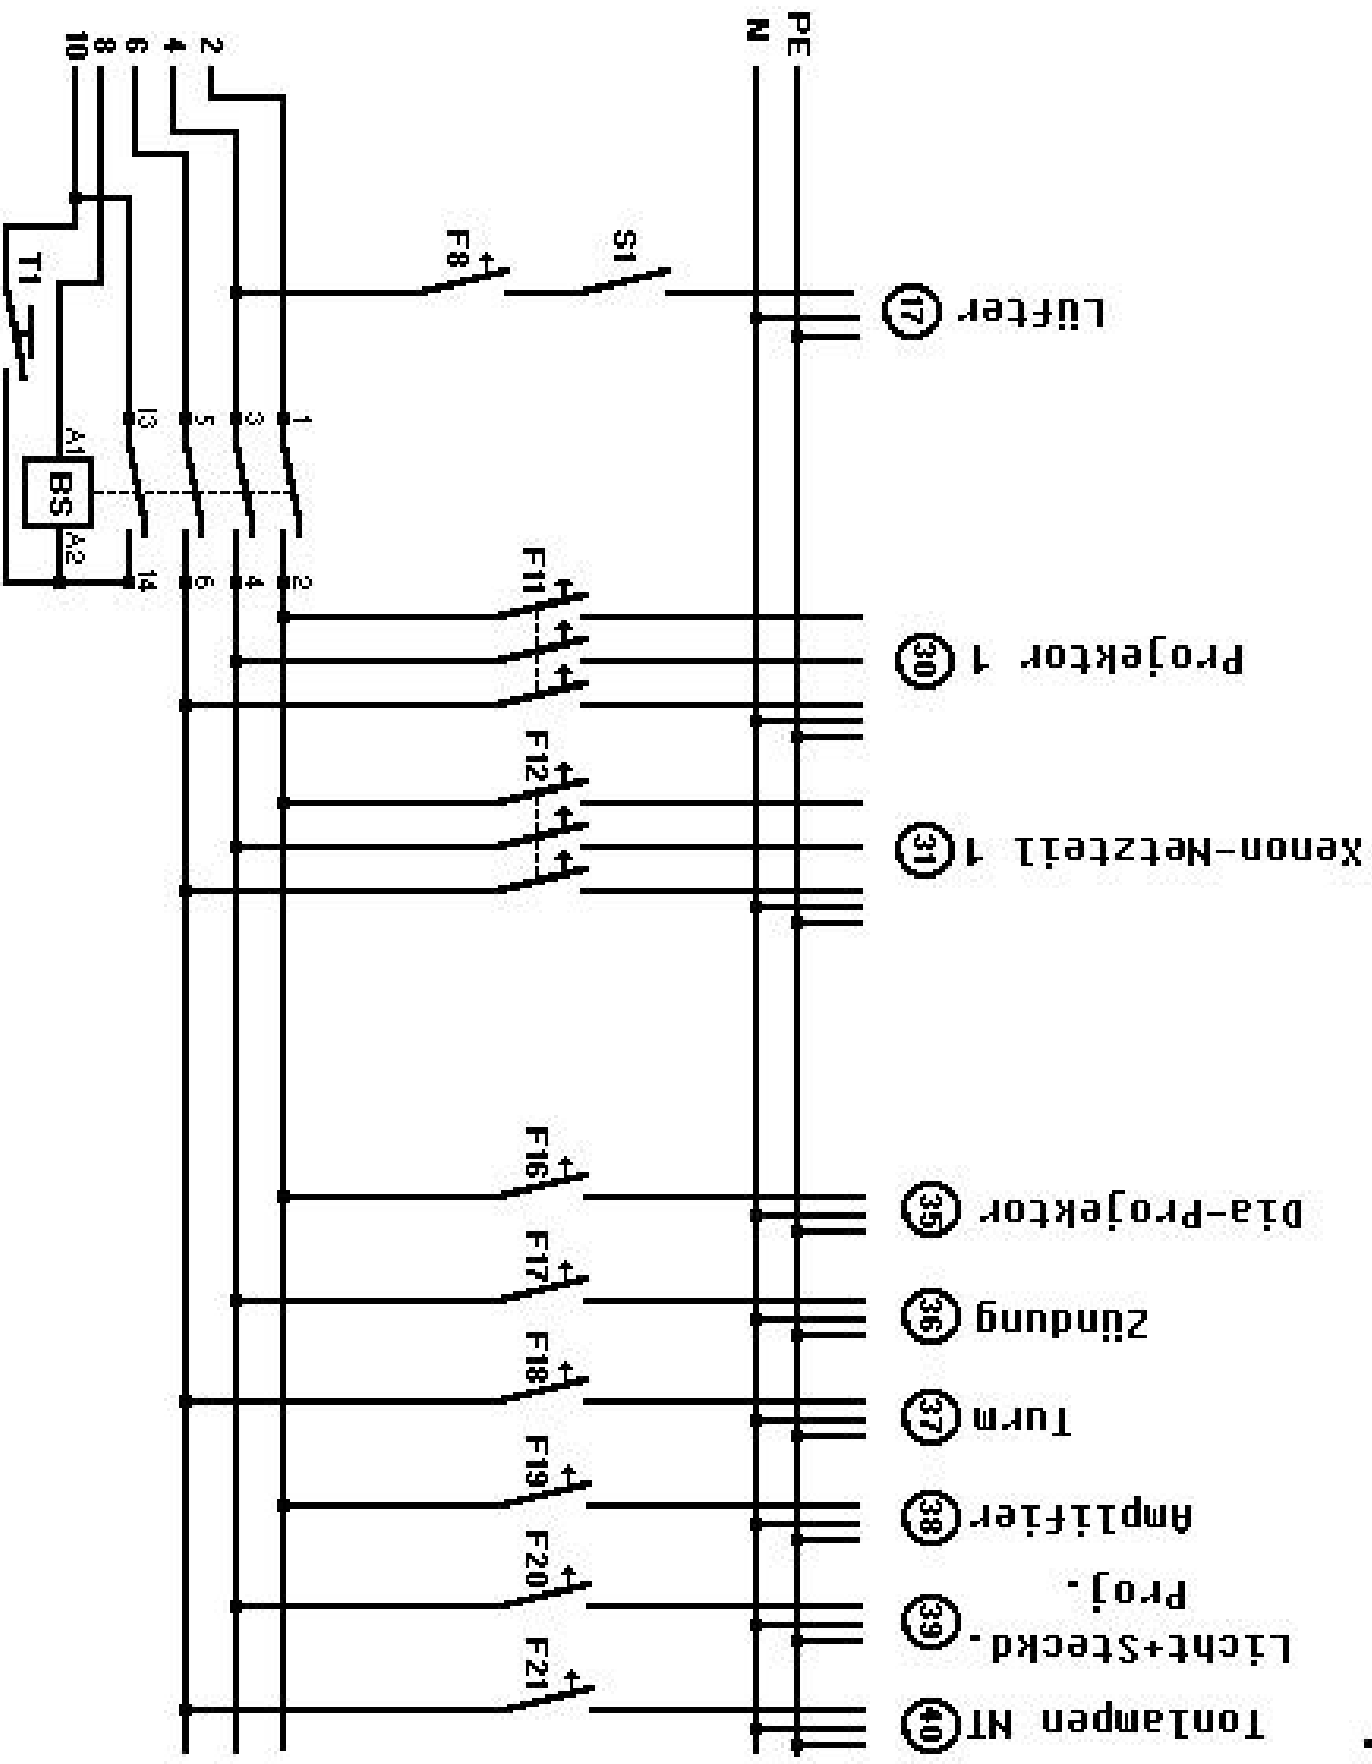 PE
N
2
4
6
8
10
F8
S1
17 Lüfter
T1
1
3
5
13
A1
BS
A2
2
4
6
14
F11
30 Projektor 1
F12
31 Xenon-Netzteil 1
F16
35 Dia-Projektor
F17
36 Zündung
F18
37 Turm
F19
38 Amplifier
F20
39 Licht+Steckd.
Proj.
F21
40 Tonlampen NT